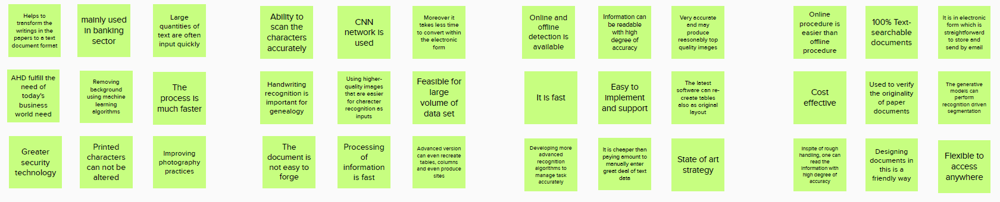 Helps to
transform the
writings in the
papers to a text
document format
mainly used
in banking
sector
Large
quantities of
text are often
input quickly
AHD fulfill the
need of
today's
business
world need
Removing
background
using machine
learning
algorithms
The
process is
much faster
Greater
security
technology
Printed
characters
can not be
altered
Improving
photography
practices
Ability to
scan the
characters
accurately
CNN
network is
used
Moreover it
takes less time
to convert within
the electronic
form
Handwriting
recognition is
important for
genealogy
Using higher-
quality images
that are easier
for character
recognition as
inputs
Feasible for
large
volume of
data set
The
document is
not easy to
forge
Processing
of
information
is fast
Advanced version
can even recreate
tables, columns
and even produce
sites
Online and
offline
detection is
available
Information can
be readable
with high
degree of
accuracy
Very accurate
and may
produce
reasonably top
quality images
It is fast
Easy to
implement
and support
The latest
software can re-
create tables
also as original
layout
Developing more
advanced
recognition
algorithms to
manage task
accurately
It is cheaper than
paying amount to
manually enter
great deal of text
data
State of art
strategy
Online
procedure is
easier than
offline
procedure
100% Text-
searchable
documents
It is in electronic
form which is
straightforward
to store and
send by email
Cost
effective
Used to verify
the originality
of paper
documents
The generative
models can
perform
recognition driven
segmentation
Inspite of rough
handling, one can
read the
information with
high degree of
accuracy
Designing
documents in
this is a
friendly way
Flexible to
access
anywhere